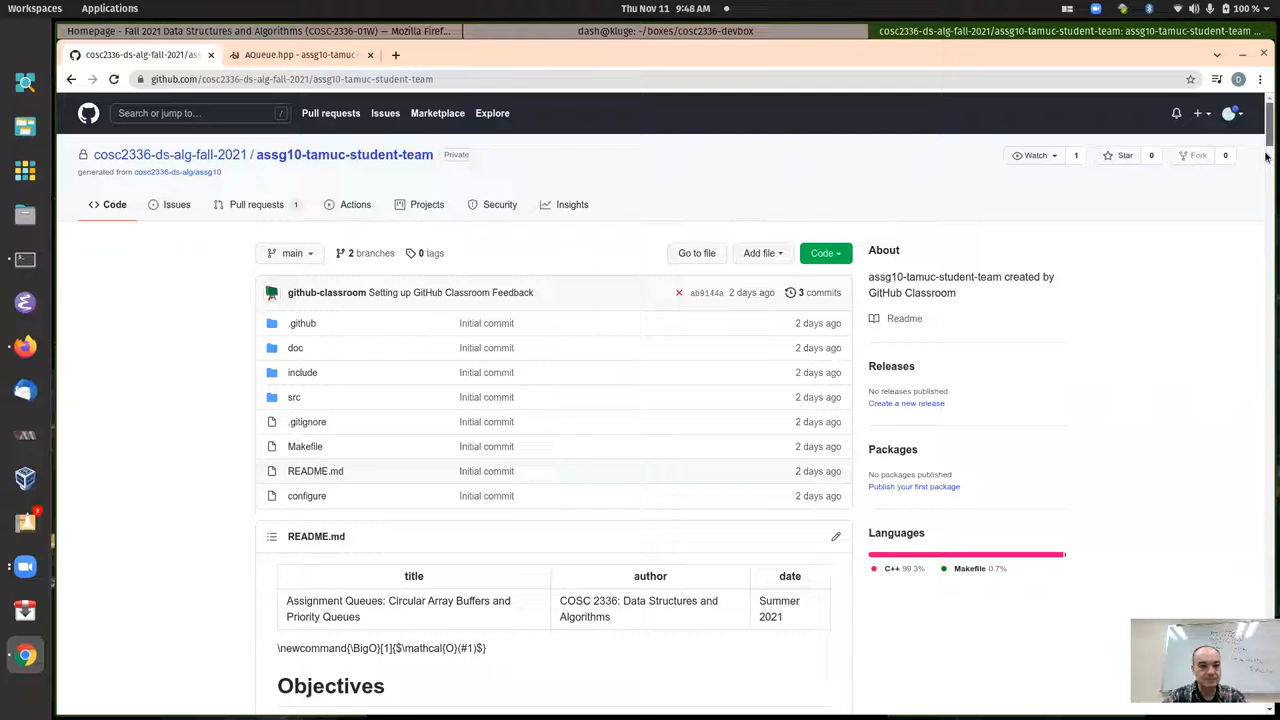 Workspaces Applications Thu Nov 11 9:48 AM 100 %
Homepage - Fall 2021 Data Structures and Algorithms (COSC-2336-01W) — Mozilla Firef... dash@kluge: ~/boxes/cosc2336-devbox cosc2336-ds-alg-fall-2021/assg10-tamuc-student-team: assg10-tamuc-student-team ...
cosc2336-ds-alg-fall-2021/ass AQueue.hpp - assg10-tamuc-
github.com/cosc2336-ds-alg-fall-2021/assg10-tamuc-student-team D
Search or jump to... / Pull requests Issues Marketplace Explore
cosc2336-ds-alg-fall-2021 / assg10-tamuc-student-team Private Watch 1 Star 0 Fork 0
generated from cosc2336-ds-alg/assg10
Code Issues Pull requests 1 Actions Projects Security Insights
main 2 branches 0 tags Go to file Add file Code
About
assg10-tamuc-student-team created by
GitHub Classroom
Readme
github-classroom Setting up GitHub Classroom Feedback ab9144a 2 days ago 3 commits
.github Initial commit 2 days ago
doc Initial commit 2 days ago
include Initial commit 2 days ago
src Initial commit 2 days ago
.gitignore Initial commit 2 days ago
Makefile Initial commit 2 days ago
README.md Initial commit 2 days ago
configure Initial commit 2 days ago
Releases
No releases published
Create a new release
Packages
No packages published
Publish your first package
Languages
C++ 99.3% Makefile 0.7%
README.md
title author date
Assignment Queues: Circular Array Buffers and COSC 2336: Data Structures and Summer
Priority Queues Algorithms 2021
\newcommand{\BigO}[1]{$\mathcal{O}(#1)$}
Objectives
2